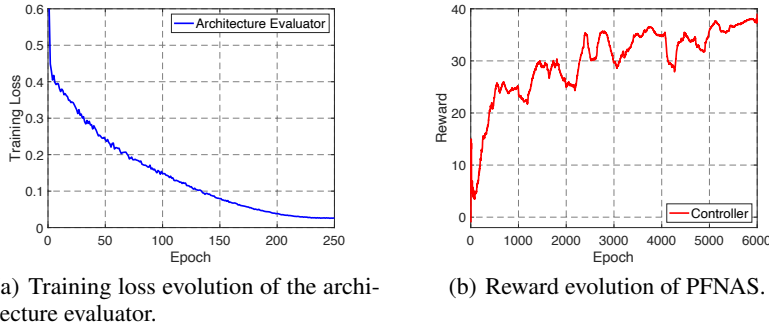 0.6
0.5
0.4
0.3
0.2
0.1
0
Training Loss
Architecture Evaluator
0 50 100 150 200 250
Epoch
40
30
20
10
0
Reward
Controller
0 1000 2000 3000 4000 5000 6000
Epoch
a) Training loss evolution of the archi-
ecture evaluator.
(b) Reward evolution of PFNAS.